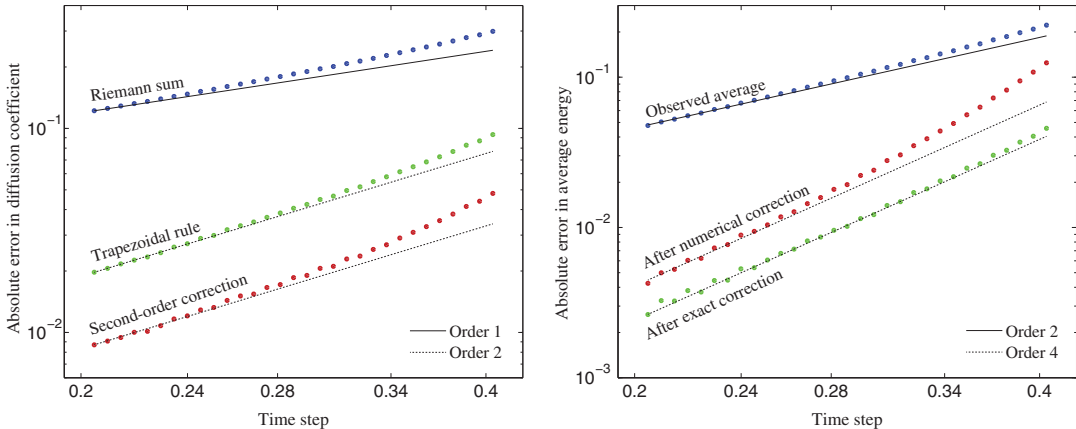 Absolute error in diffusion coefficient
10⁻¹
10⁻²
Riemann sum
Trapezoidal rule
Second-order correction
Order 1
Order 2
0.2
0.24
0.28
0.34
0.4
Time step
Absolute error in average energy
10⁻¹
10⁻²
10⁻³
Observed average
After numerical correction
After exact correction
Order 2
Order 4
0.2
0.24
0.28
0.34
0.4
Time step